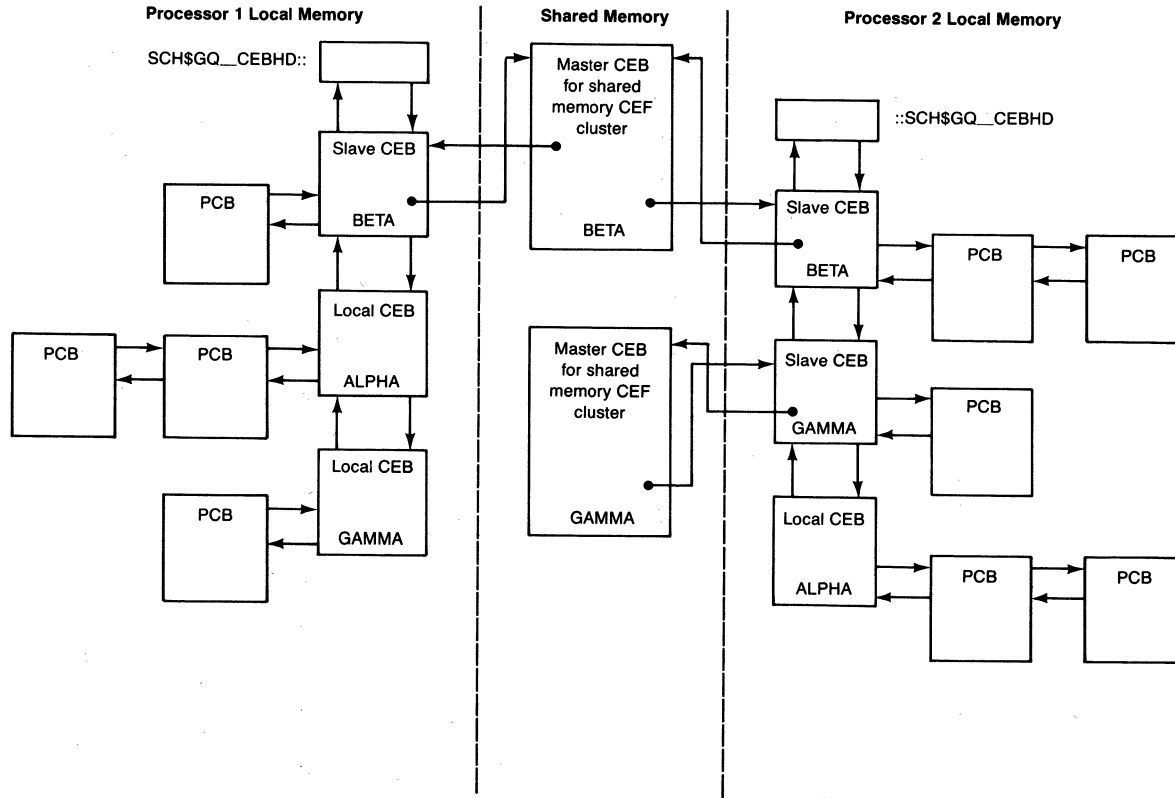 Processor 1 Local Memory
Shared Memory
Processor 2 Local Memory
SCH$GQ__CEBHD::
Slave CEB
BETA
PCB
Local CEB
ALPHA
PCB
PCB
Local CEB
GAMMA
PCB
Master CEB
for shared
memory CEF
cluster
BETA
Master CEB
for shared
memory CEF
cluster
GAMMA
::SCH$GQ__CEBHD
Slave CEB
BETA
PCB
PCB
Slave CEB
GAMMA
PCB
Local CEB
ALPHA
PCB
PCB